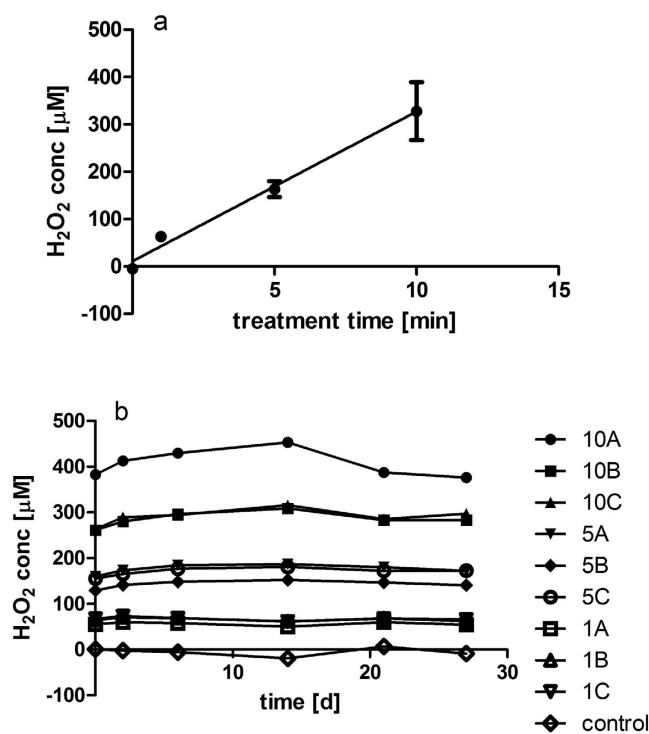 a
500
400
300
200
100
0
-100
H₂O₂ conc [µM]
5
10
15
treatment time [min]
b
500
400
300
200
100
0
-100
H₂O₂ conc [µM]
10
20
30
time [d]
10A
10B
10C
5A
5B
5C
1A
1B
1C
control